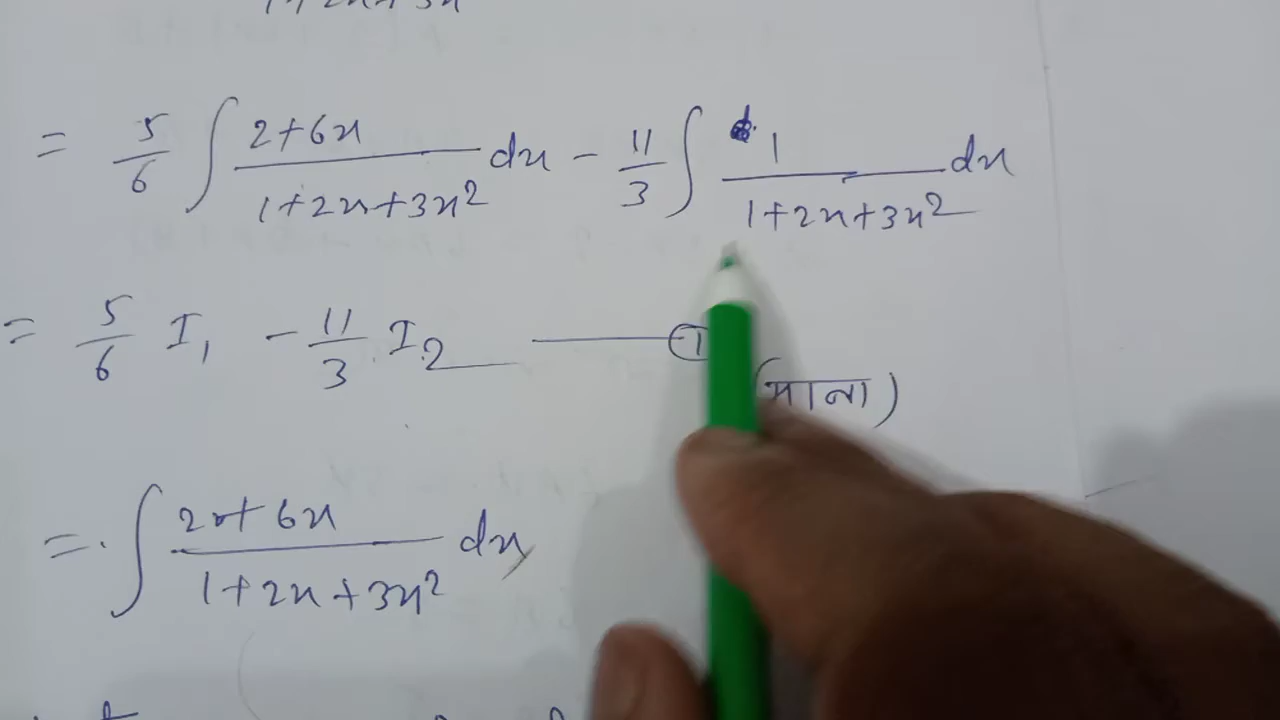 = 5/6 ∫ (2+6x)/(1+2x+3x²) dx - 11/3 ∫ 1/(1+2x+3x²) dx
= 5/6 I₁ - 11/3 I₂ —— ①
(माना)
= ∫ (2+6x)/(1+2x+3x²) dx